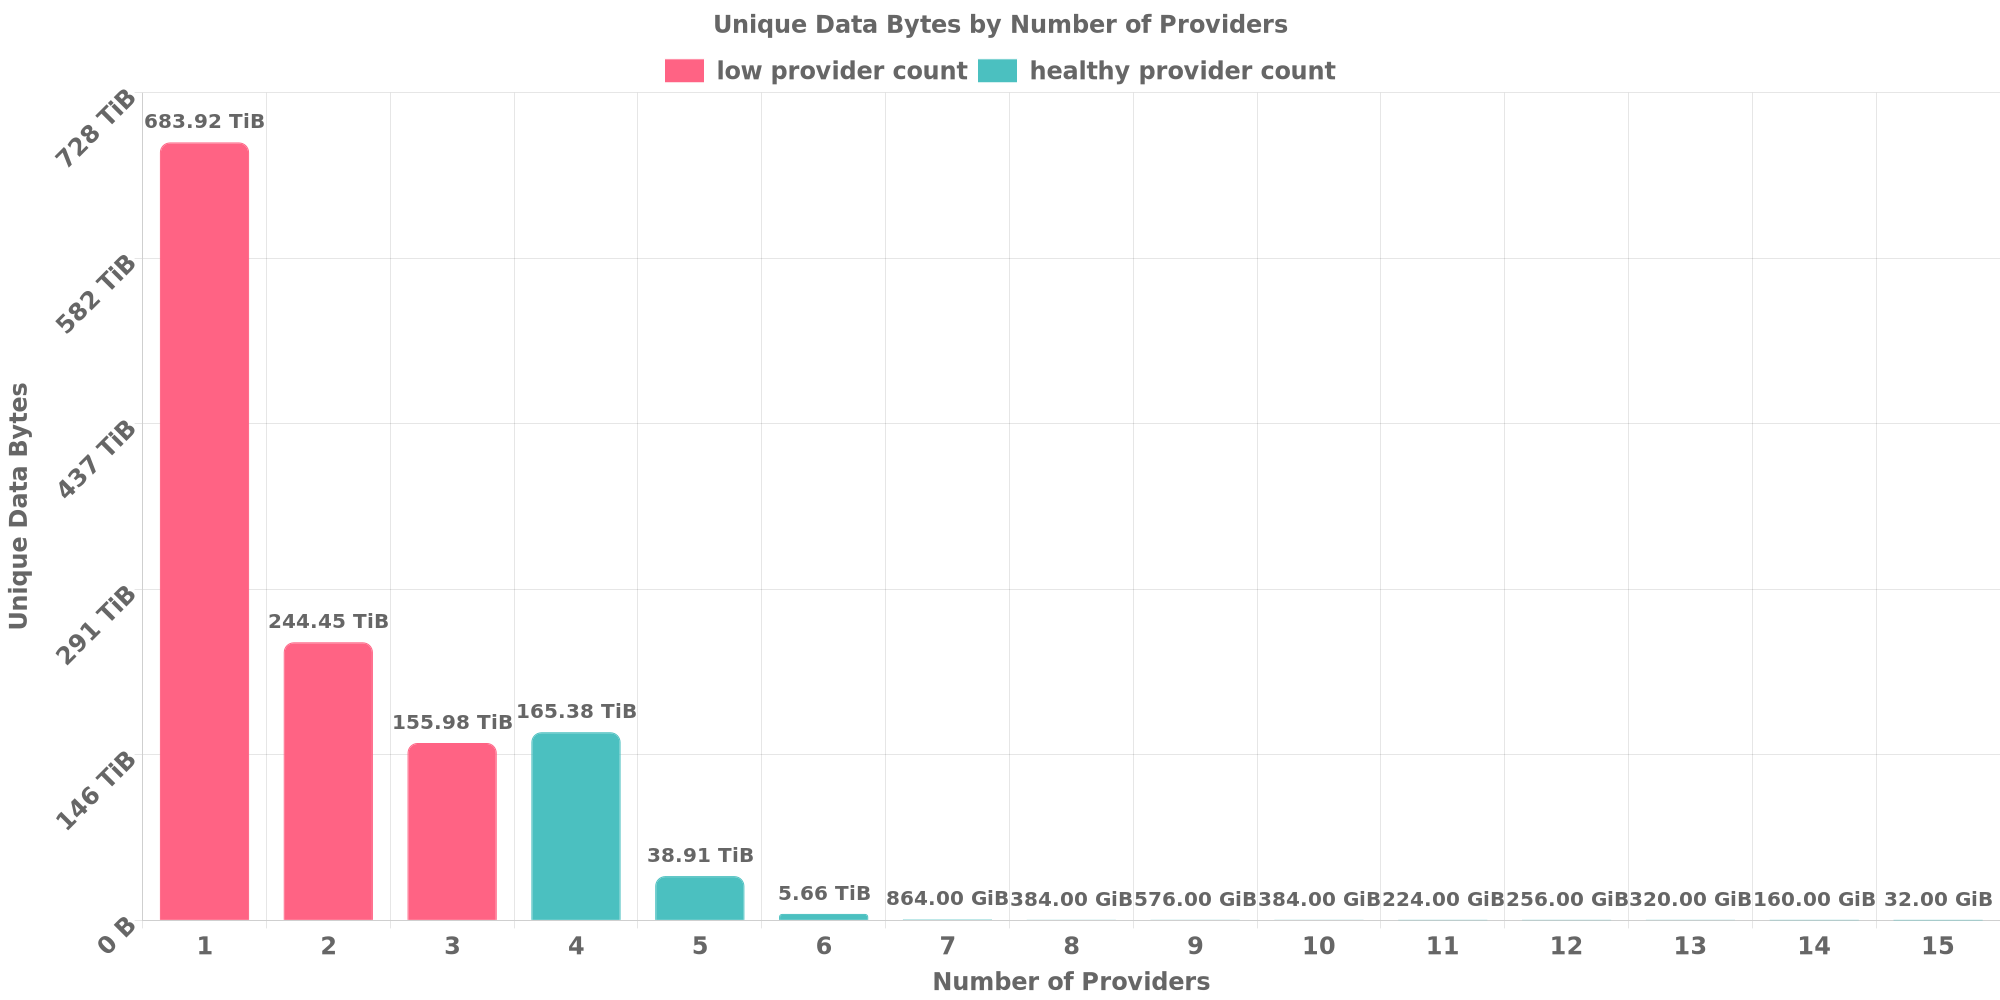 Unique Data Bytes by Number of Providers
low provider count healthy provider count
Unique Data Bytes
728 TiB
582 TiB
437 TiB
291 TiB
146 TiB
0 B
683.92 TiB
244.45 TiB
155.98 TiB
165.38 TiB
38.91 TiB
5.66 TiB
864.00 GiB
384.00 GiB
576.00 GiB
384.00 GiB
224.00 GiB
256.00 GiB
320.00 GiB
160.00 GiB
32.00 GiB
1 2 3 4 5 6 7 8 9 10 11 12 13 14 15
Number of Providers